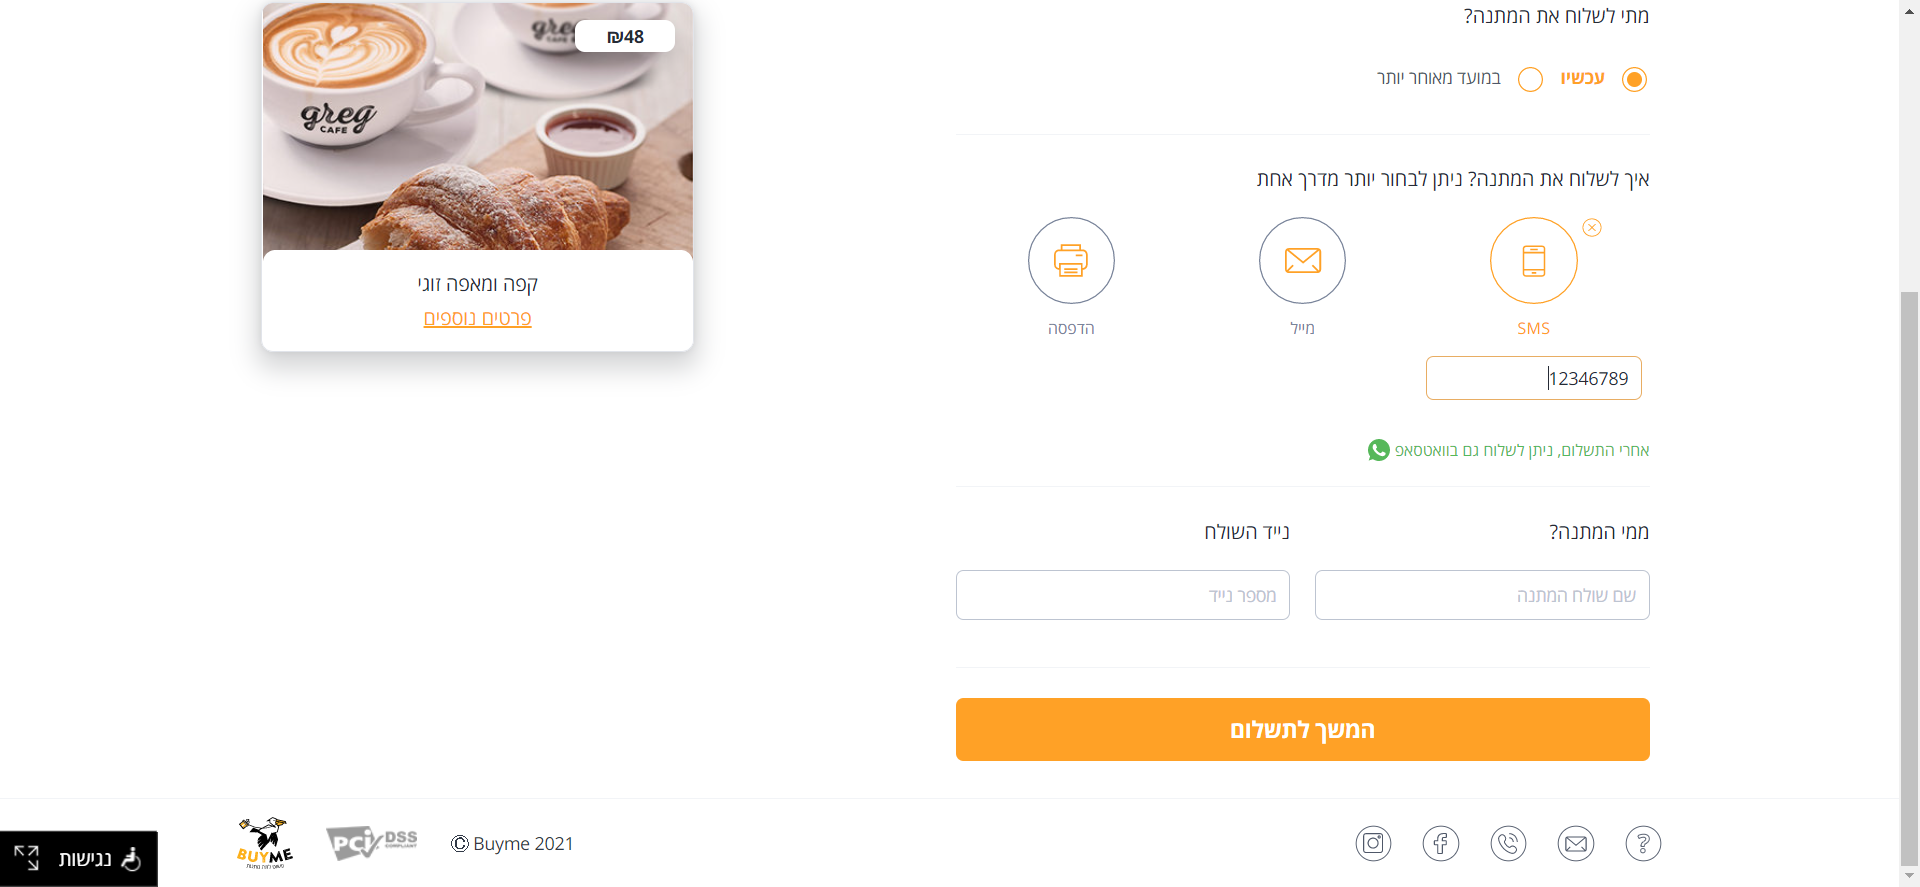 מתי לשלוח את המתנה?
עכשיו
במועד מאוחר יותר
איך לשלוח את המתנה? ניתן לבחור יותר מדרך אחת
SMS
מייל
הדפסה
12346789
אחרי התשלום, ניתן לשלוח גם בוואטסאפ
ממי המתנה?
נייד השולח
שם שולח המתנה
מספר נייד
המשך לתשלום
₪48
greg
greg
CAFE
קפה ומאפה זוגי
פרטים נוספים
BUYME
PCI DSS
COMPLIANT
© Buyme 2021
נגישות